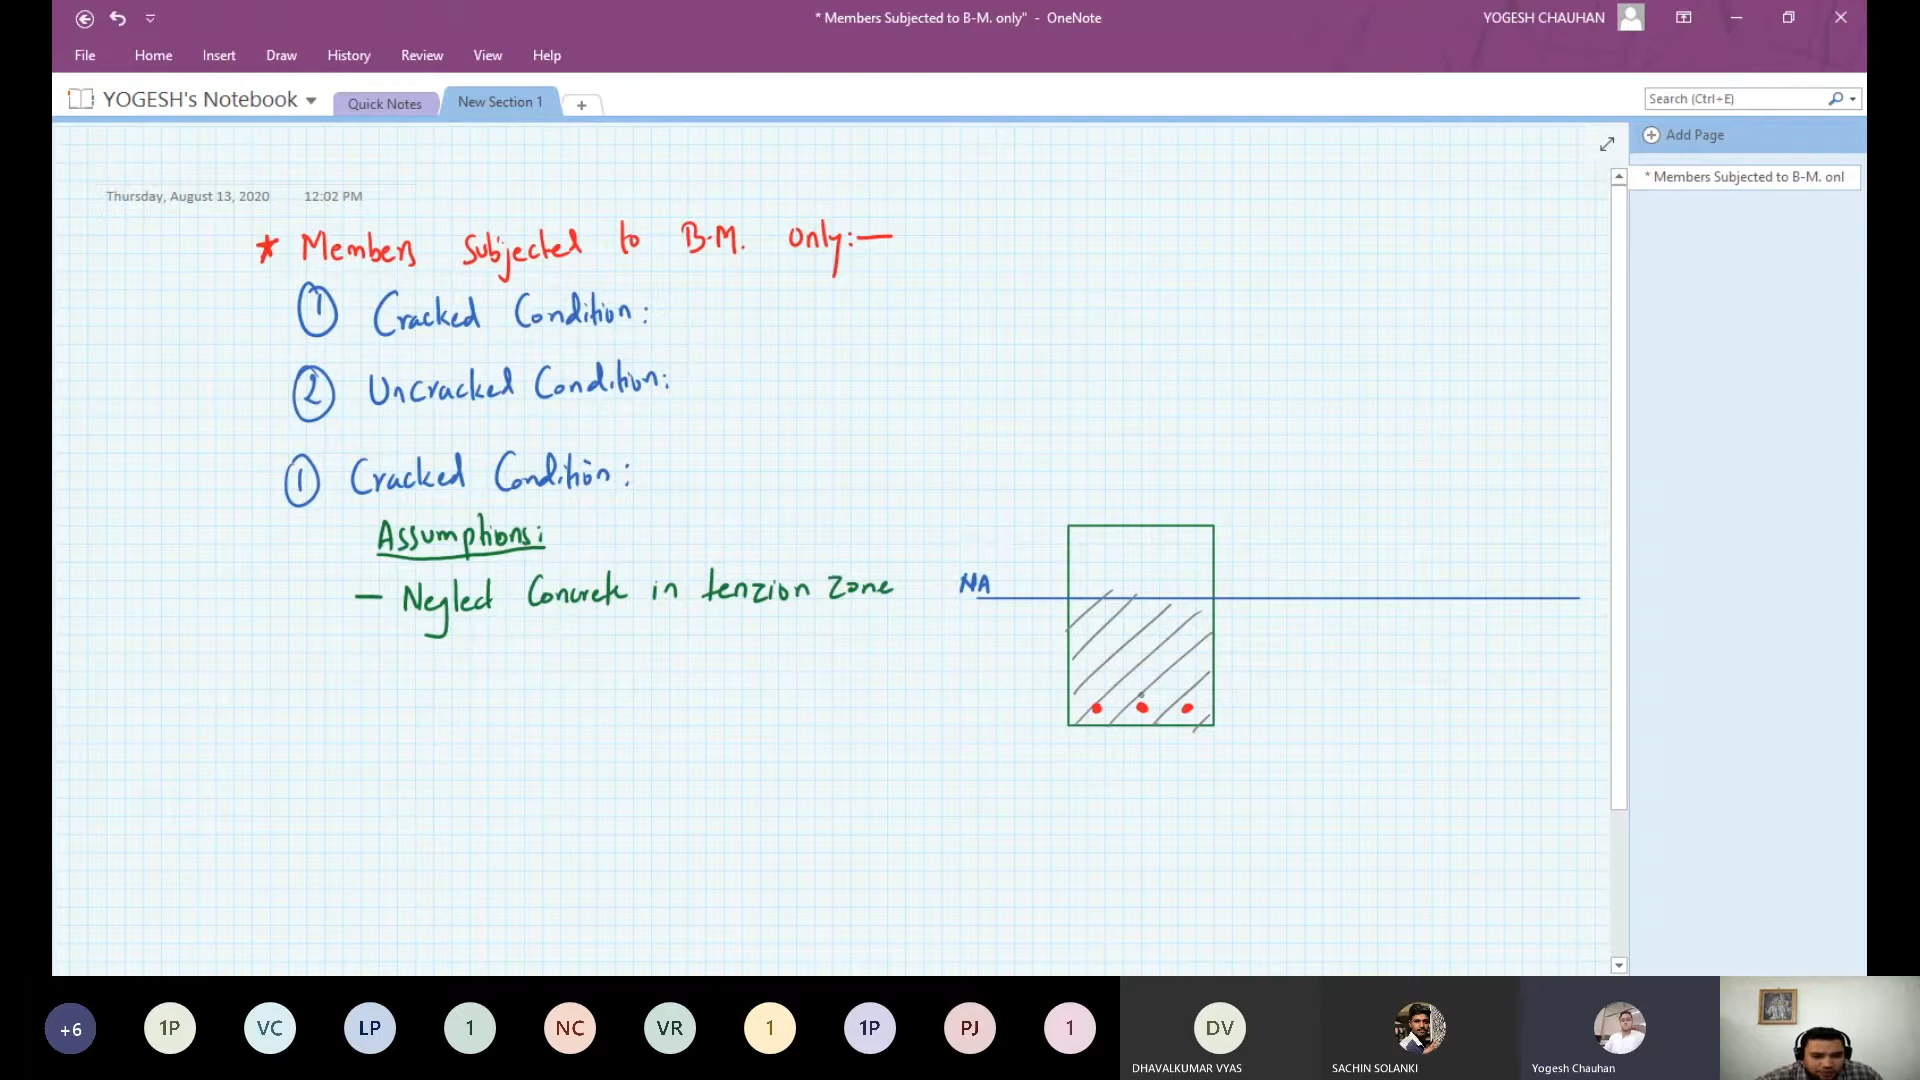 * Members Subjected to B-M. only" - OneNote
YOGESH CHAUHAN
File Home Insert Draw History Review View Help
YOGESH's Notebook
Quick Notes
New Section 1
Search (Ctrl+E)
Add Page
* Members Subjected to B-M. onl
Thursday, August 13, 2020 12:02 PM
* Members Subjected to B-M. only:-
1 Cracked Condition:
2 Uncracked Condition:
1 Cracked Condition:
Assumptions:
- Neglect Concrete in tenzion zone
NA
+6 1P VC LP 1 NC VR 1 1P PJ 1 DV
DHAVALKUMAR VYAS
SACHIN SOLANKI
Yogesh Chauhan